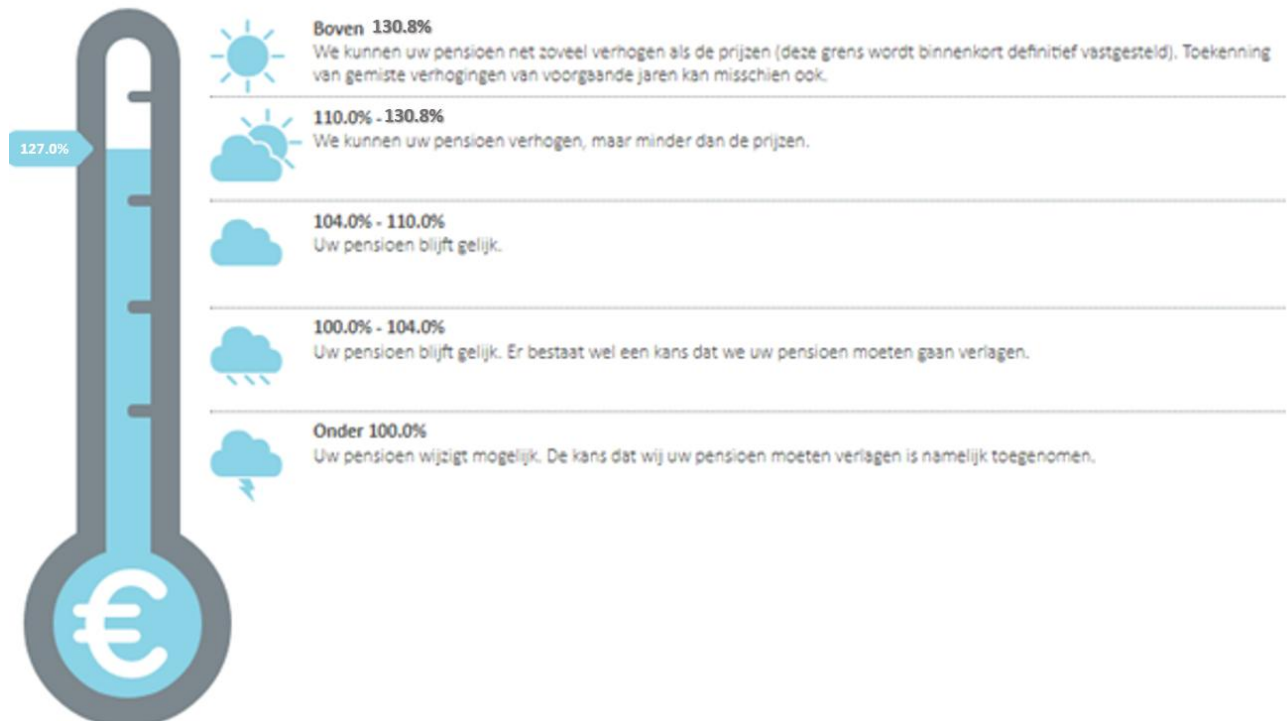 Boven 130.8%
We kunnen uw pensioen net zoveel verhogen als de prijzen (deze grens wordt binnenkort definitief vastgesteld). Toekenning
van gemiste verhogingen van voorgaande jaren kan misschien ook.
110.0% - 130.8%
We kunnen uw pensioen verhogen, maar minder dan de prijzen.
127.0%
104.0% - 110.0%
Uw pensioen blijft gelijk.
100.0% - 104.0%
Uw pensioen blijft gelijk. Er bestaat wel een kans dat we uw pensioen moeten gaan verlagen.
Onder 100.0%
Uw pensioen wijzigt mogelijk. De kans dat wij uw pensioen moeten verlagen is namelijk toegenomen.
€